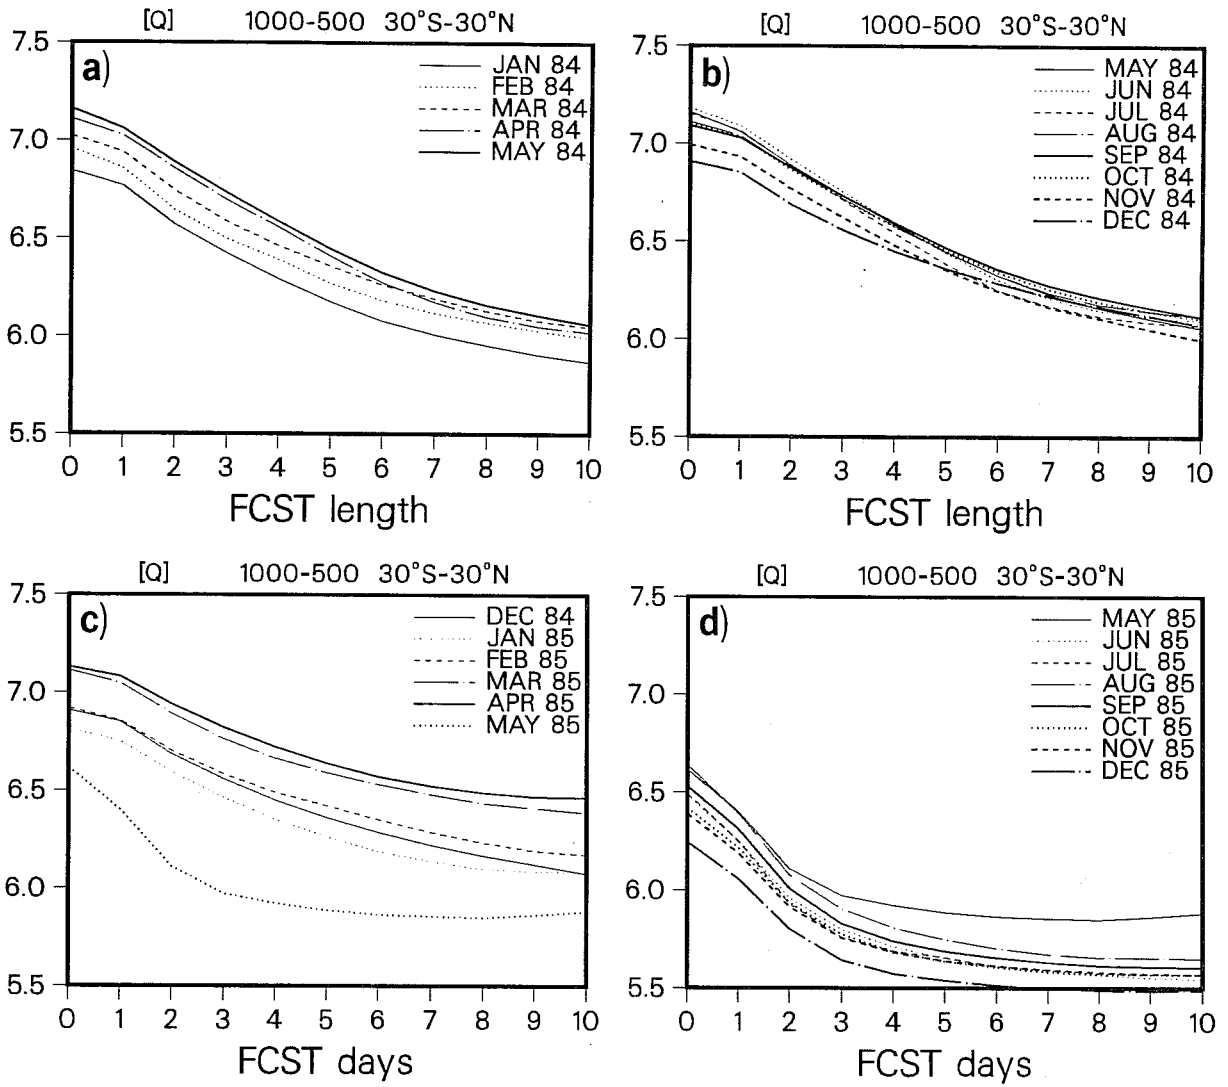 [Q] 1000-500 30°S-30°N
a)
JAN 84
FEB 84
MAR 84
APR 84
MAY 84
7.5
7.0
6.5
6.0
5.5
0 1 2 3 4 5 6 7 8 9 10
FCST length
[Q] 1000-500 30°S-30°N
b)
MAY 84
JUN 84
JUL 84
AUG 84
SEP 84
OCT 84
NOV 84
DEC 84
7.5
7.0
6.5
6.0
5.5
0 1 2 3 4 5 6 7 8 9 10
FCST length
[Q] 1000-500 30°S-30°N
c)
DEC 84
JAN 85
FEB 85
MAR 85
APR 85
MAY 85
7.5
7.0
6.5
6.0
5.5
0 1 2 3 4 5 6 7 8 9 10
FCST days
[Q] 1000-500 30°S-30°N
d)
MAY 85
JUN 85
JUL 85
AUG 85
SEP 85
OCT 85
NOV 85
DEC 85
7.5
7.0
6.5
6.0
5.5
0 1 2 3 4 5 6 7 8 9 10
FCST days